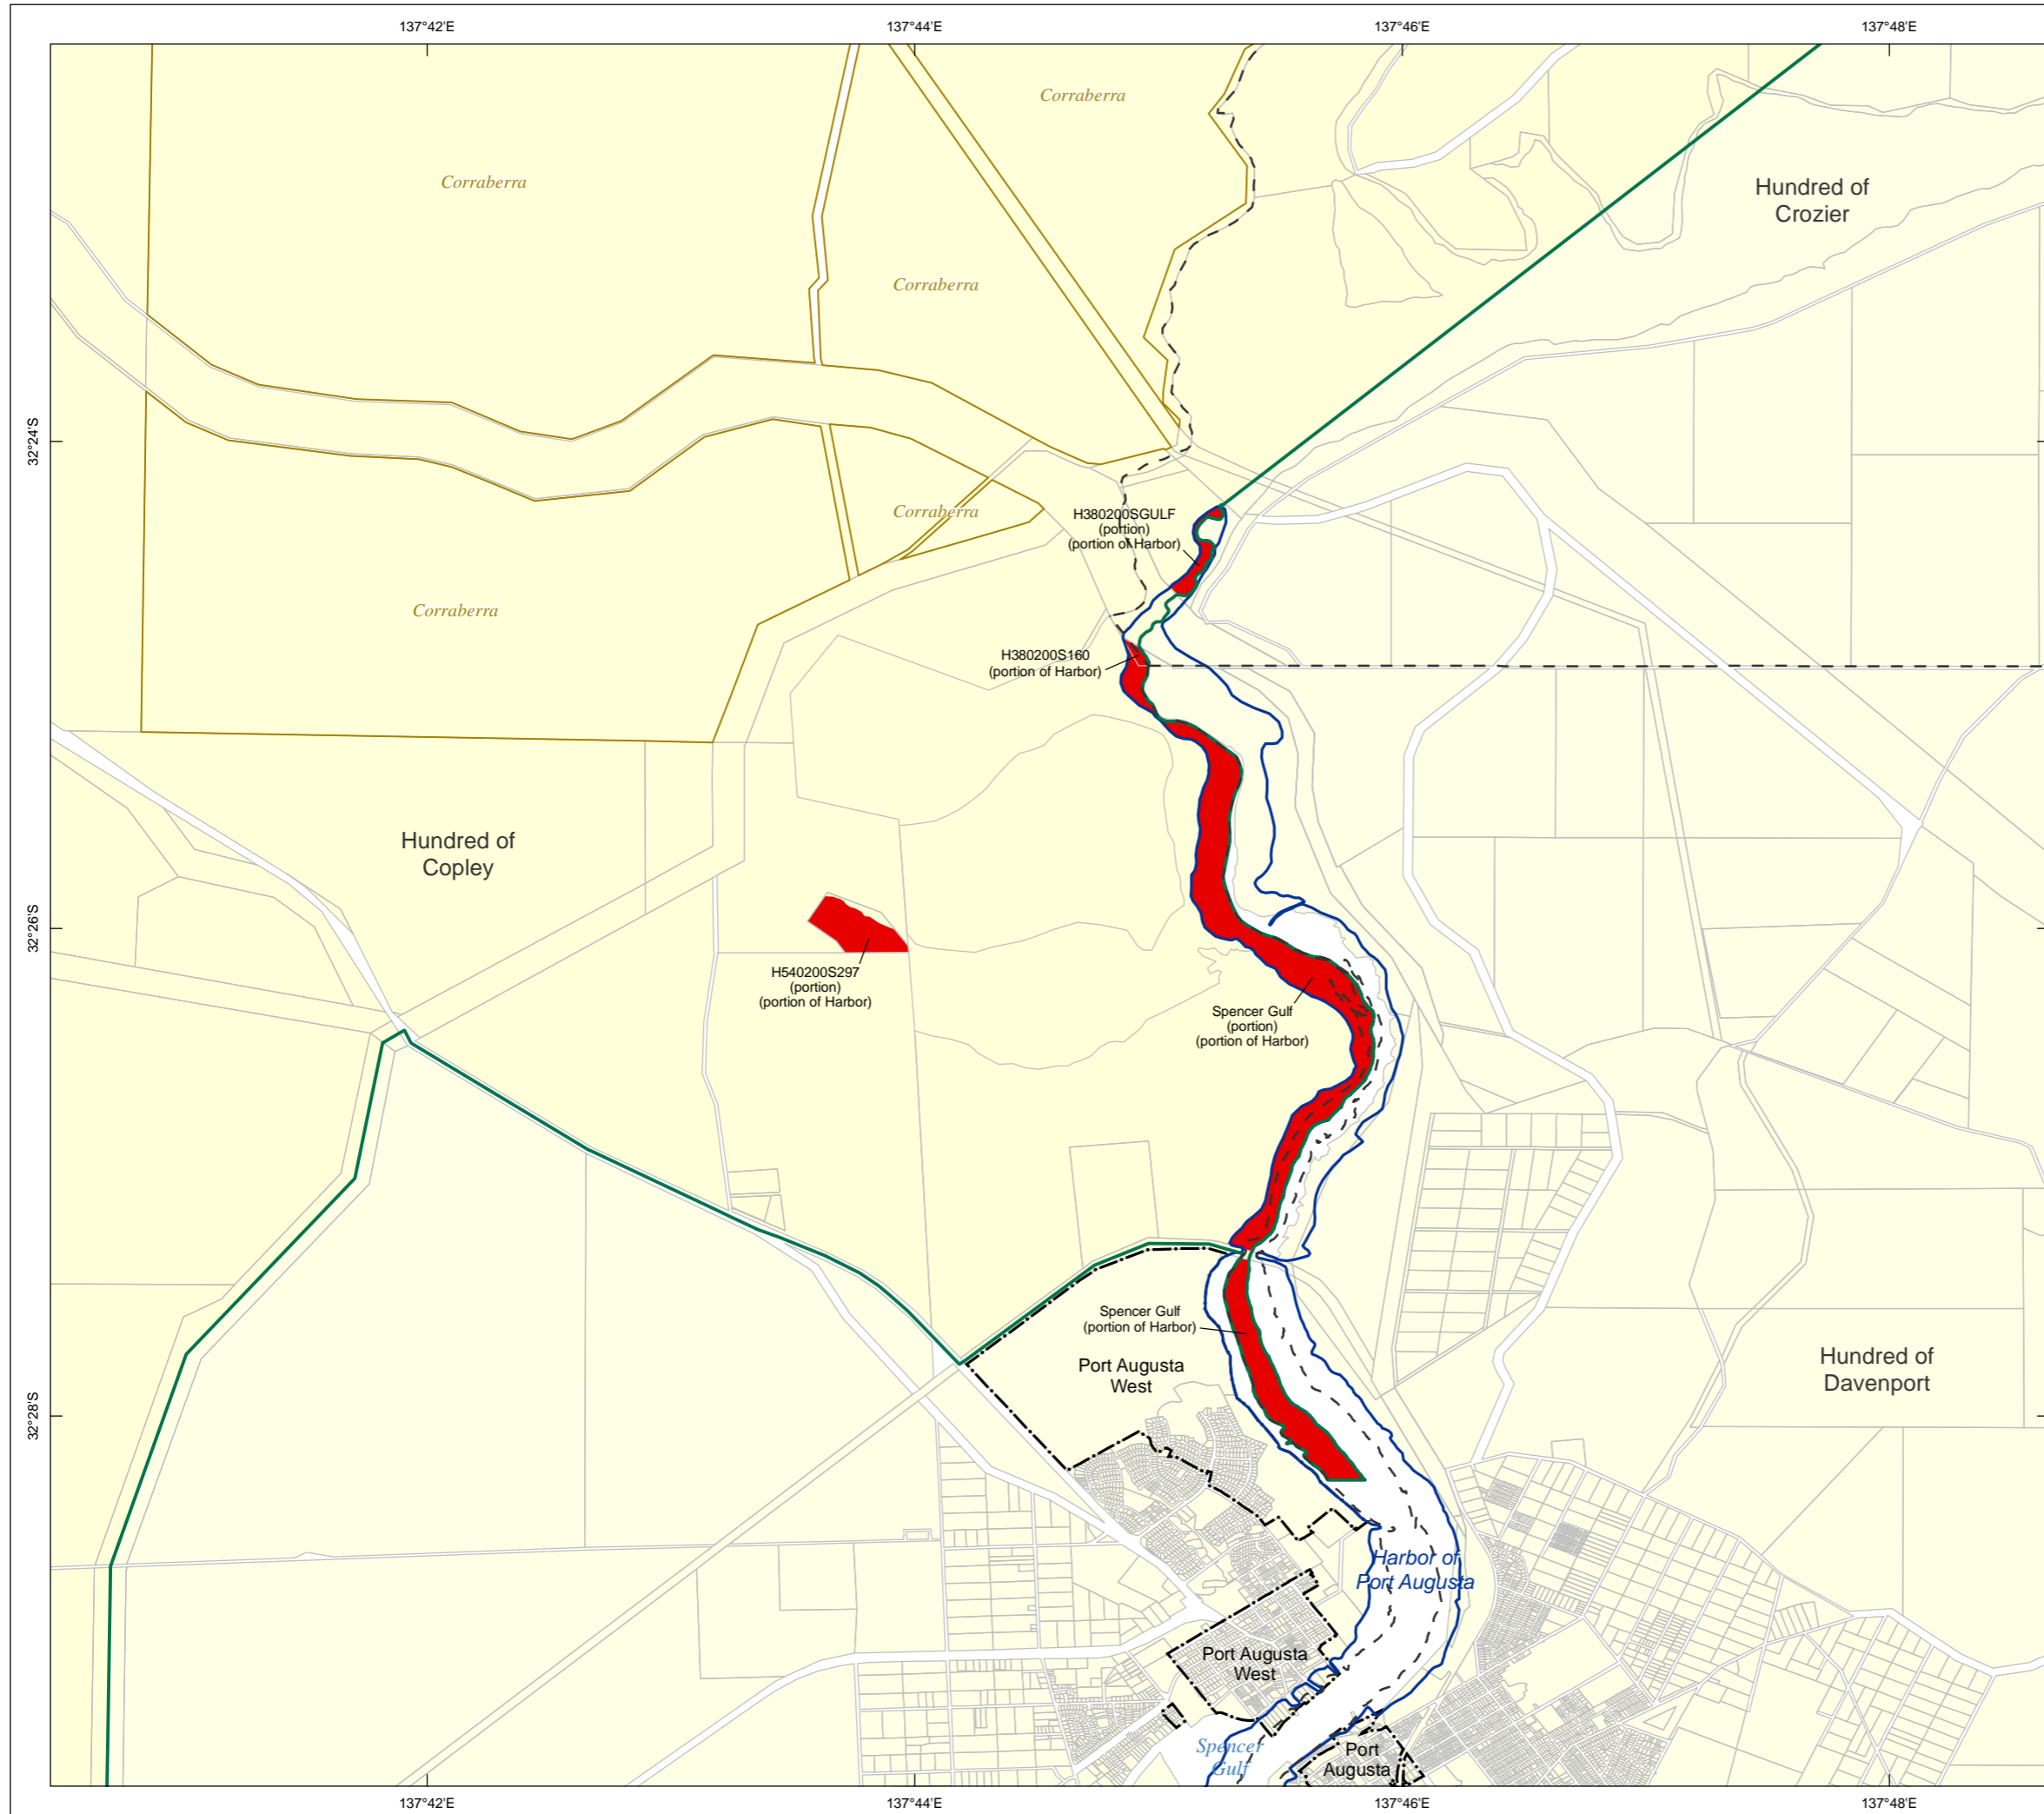 137°42'E
137°44'E
137°46'E
137°48'E
Corraberra
Corraberra
Hundred of
Crozier
Corraberra
32°24'S
Corraberra
H380200SGULF
(portion)
(portion of Harbor)
Corraberra
H380200S160
(portion of Harbor)
Hundred of
Copley
32°26'S
H540200S297
(portion)
(portion of Harbor)
Spencer Gulf
(portion)
(portion of Harbor)
Spencer Gulf
(portion of Harbor)
Port Augusta
West
Hundred of
Davenport
32°28'S
Harbor of
Port Augusta
Port Augusta
West
Spencer
Gulf
Port
Augusta
137°42'E
137°44'E
137°46'E
137°48'E